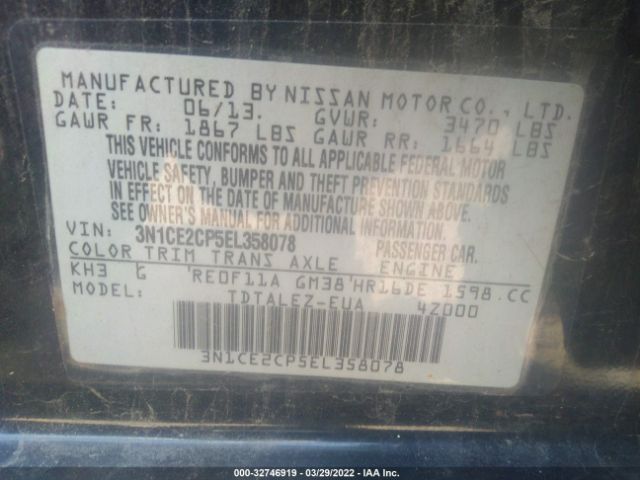 MANUFACTURED BY NISSAN MOTOR CO., LTD.
DATE: 06/13. GVWR: 3470 LBS
GAWR FR: 1867 LBS GAWR RR: 1664 LBS
THIS VEHICLE CONFORMS TO ALL APPLICABLE FEDERAL MOTOR
VEHICLE SAFETY, BUMPER AND THEFT PREVENTION STANDARDS
IN EFFECT ON THE DATE OF MANUFACTURE SHOWN ABOVE.
SEE OWNER'S MANUAL FOR ADDITIONAL INFORMATION.
VIN: 3N1CE2CP5EL358078 PASSENGER CAR.
COLOR TRIM TRANS AXLE ENGINE
KH3 G 'RE0F11A GM38'HR16DE 1598.CC
MODEL: TDTALEZ-EUA 42000
3N1CE2CP5EL358078
000-32746919 - 03/29/2022 - IAA Inc.